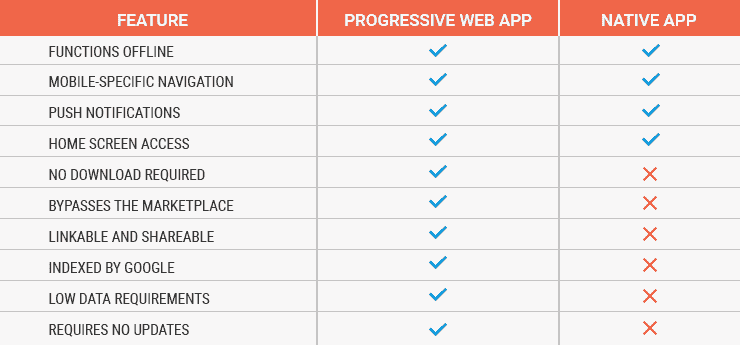 FEATURE PROGRESSIVE WEB APP NATIVE APP
FUNCTIONS OFFLINE
MOBILE-SPECIFIC NAVIGATION
PUSH NOTIFICATIONS
HOME SCREEN ACCESS
NO DOWNLOAD REQUIRED
BYPASSES THE MARKETPLACE
LINKABLE AND SHAREABLE
INDEXED BY GOOGLE
LOW DATA REQUIREMENTS
REQUIRES NO UPDATES